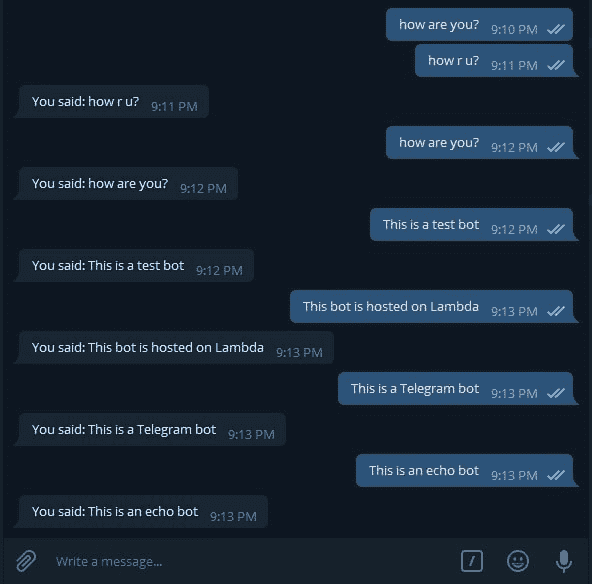 how are you? 9:10 PM
how r u? 9:11 PM
You said: how r u? 9:11 PM
how are you? 9:12 PM
You said: how are you? 9:12 PM
This is a test bot 9:12 PM
You said: This is a test bot 9:12 PM
This bot is hosted on Lambda 9:13 PM
You said: This bot is hosted on Lambda 9:13 PM
This is a Telegram bot 9:13 PM
You said: This is a Telegram bot 9:13 PM
This is an echo bot 9:13 PM
You said: This is an echo bot 9:13 PM
Write a message... /